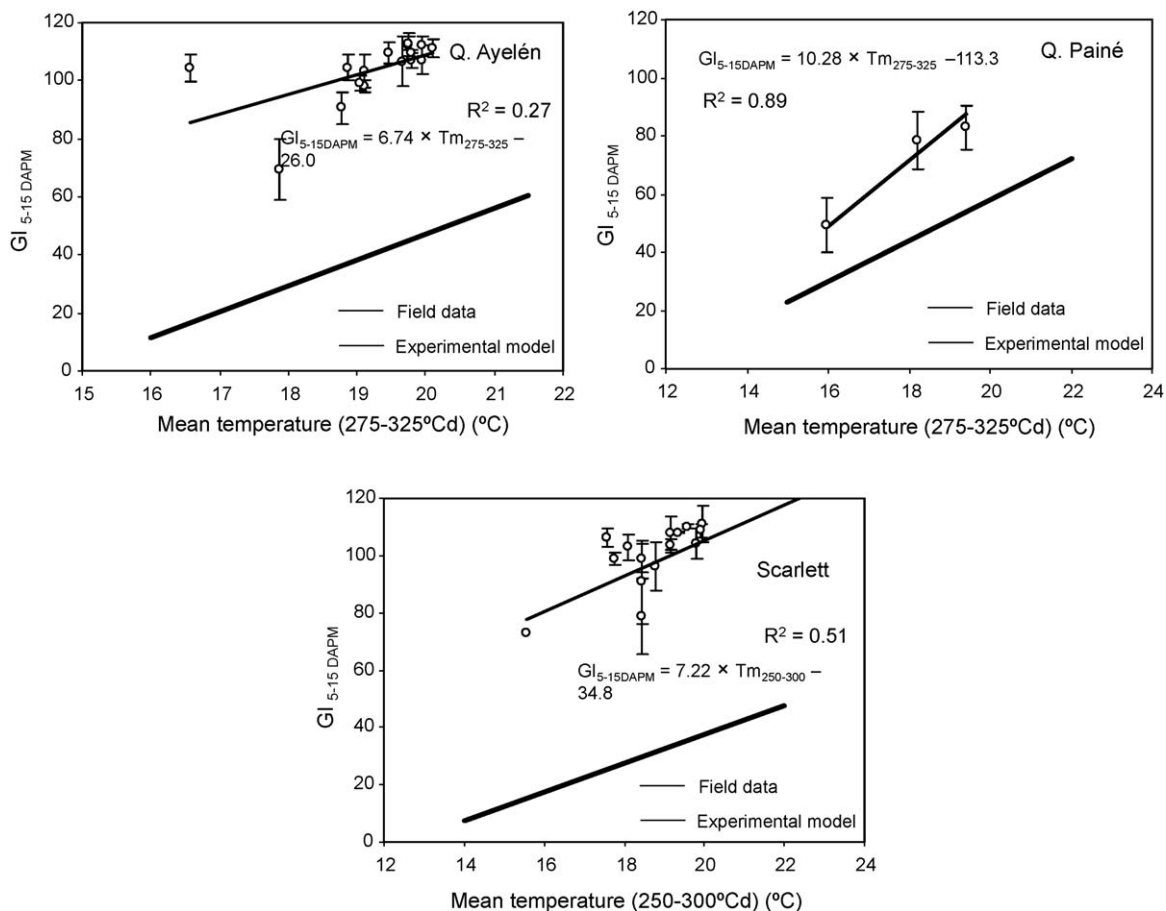 120
100
80
60
40
20
0
GI 5-15 DAPM
Q. Ayelén
R² = 0.27
GI5-15DAPM = 6.74 × Tm275-325 –
26.0
Field data
Experimental model
15 16 17 18 19 20 21 22
Mean temperature (275-325ºCd) (ºC)
120
100
80
60
40
20
0
GI 5-15 DAPM
GI5-15DAPM = 10.28 × Tm275-325 –113.3
Q. Painé
R² = 0.89
Field data
Experimental model
12 14 16 18 20 22 24
Mean temperature (275-325ºCd) (ºC)
120
100
80
60
40
20
0
GI 5-15 DAPM
Scarlett
R² = 0.51
GI5-15DAPM = 7.22 × Tm250-300 –
34.8
Field data
Experimental model
12 14 16 18 20 22 24
Mean temperature (250-300ºCd) (ºC)